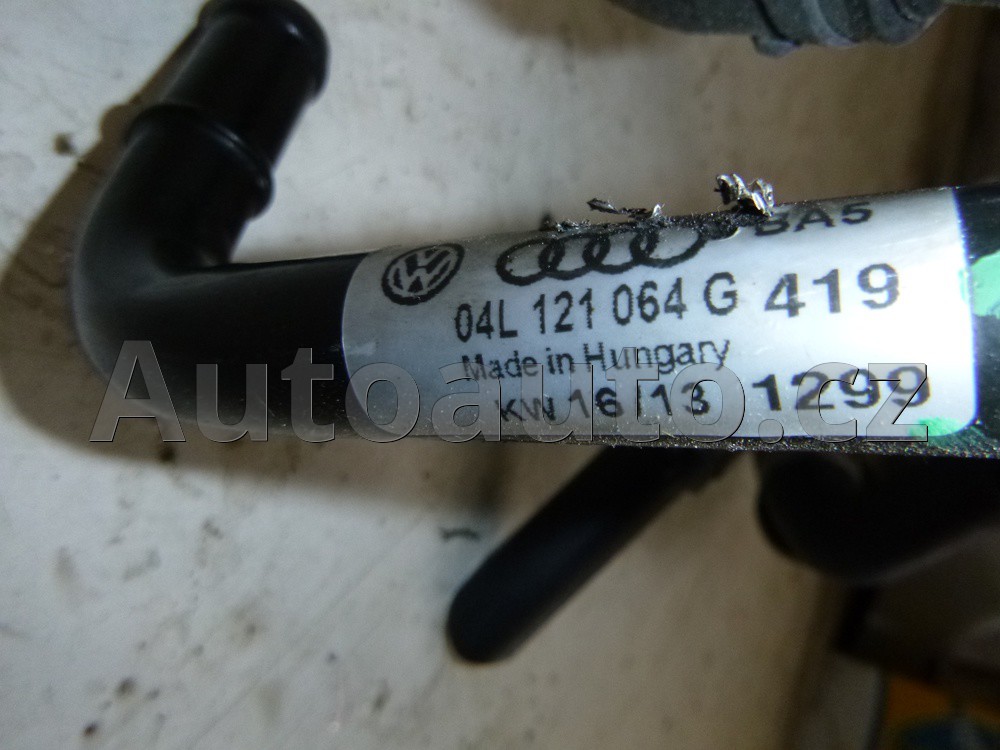 BA5
04L 121 064 G 419
Made in Hungary
KW 16/13 1299
Autoauto.cz